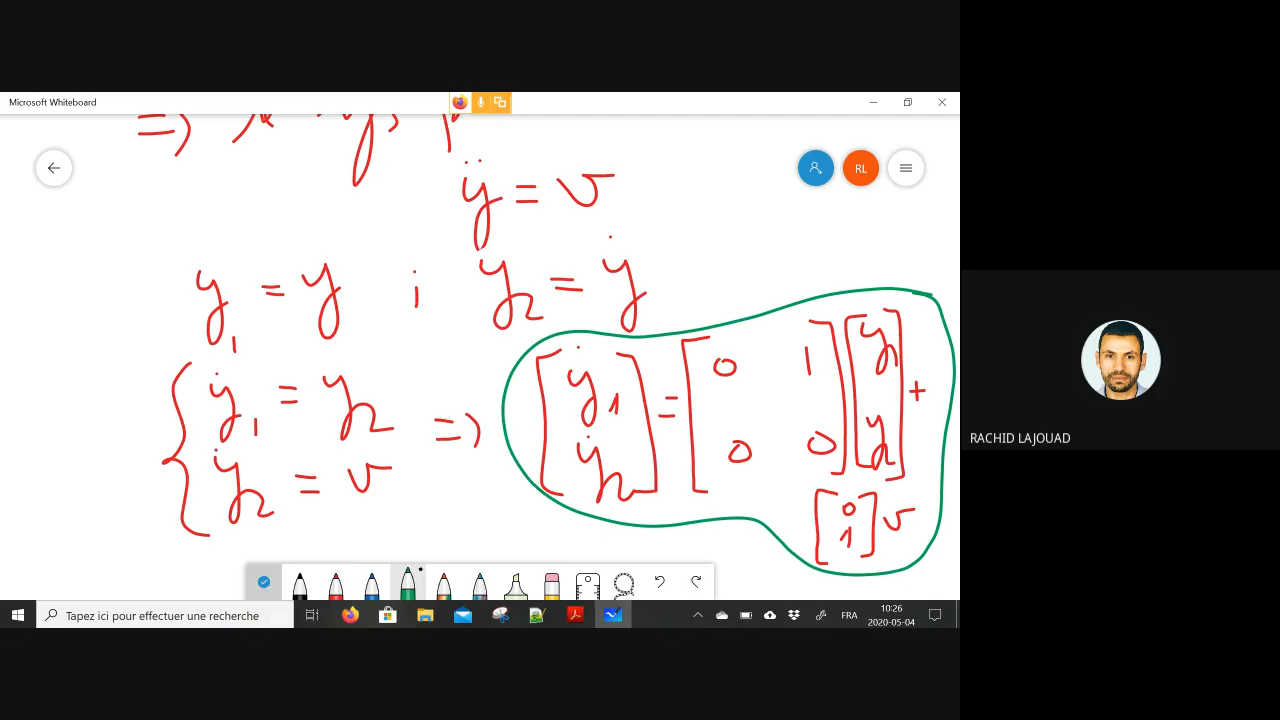 Microsoft Whiteboard
=>
ÿ = v
RL
y₁ = y ; y₂ = ẏ
{ ẏ₁ = y₂
ẏ₂ = v
=> [ẏ₁ ẏ₂] = [0 1 0 0] [y₁ y₂] +
[0 1] v
RACHID LAJOUAD
Tapez ici pour effectuer une recherche
FRA
10:26
2020-05-04